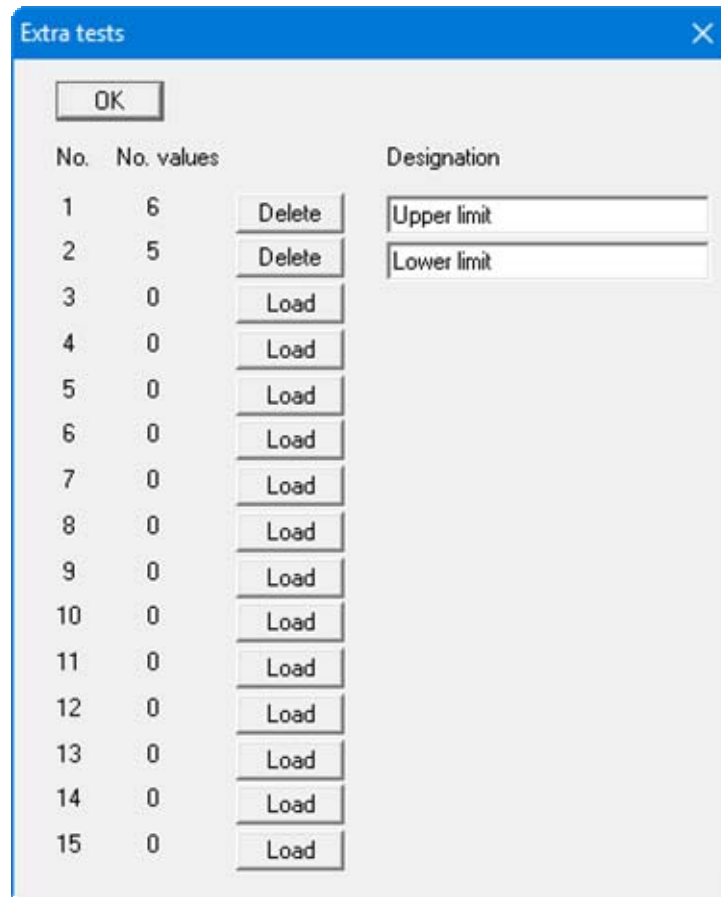 Extra tests
OK
No. No. values Designation
1 6 Delete Upper limit
2 5 Delete Lower limit
3 0 Load
4 0 Load
5 0 Load
6 0 Load
7 0 Load
8 0 Load
9 0 Load
10 0 Load
11 0 Load
12 0 Load
13 0 Load
14 0 Load
15 0 Load